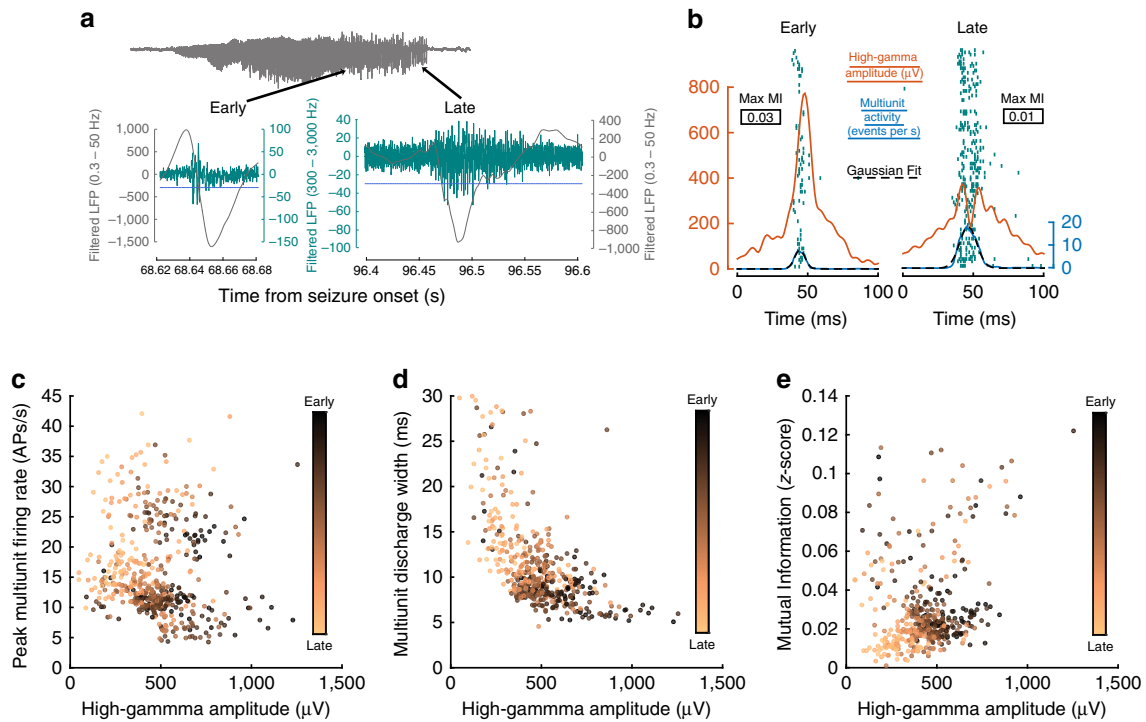 a
Early
Late
Filtered LFP (0.3 – 50 Hz)
1,000
500
0
−500
−1,000
−1,500
100
50
0
−50
−100
−150
68.62
68.64
68.66
68.68
Filtered LFP (300 – 3,000 Hz)
40
20
0
−20
−40
−60
−80
−100
400
200
0
−200
−400
−600
−800
−1,000
Filtered LFP (0.3 – 50 Hz)
96.4
96.45
96.5
96.55
96.6
Time from seizure onset (s)
b
Early
Late
High-gamma
amplitude (μV)
Multiunit
activity
(events per s)
Gaussian Fit
Max MI
0.03
Max MI
0.01
800
600
400
200
0
20
10
0
0
50
100
Time (ms)
50
100
Time (ms)
c
Peak multiunit firing rate (APs/s)
45
40
35
30
25
20
15
10
5
0
0
500
1,000
1,500
High-gammma amplitude (μV)
Early
Late
d
Multiunit discharge width (ms)
30
25
20
15
10
5
0
0
500
1,000
1,500
High-gammma amplitude (μV)
Early
Late
e
Mutual Information (z-score)
0.14
0.12
0.1
0.08
0.06
0.04
0.02
0
0
500
1,000
1,500
High-gammma amplitude (μV)
Early
Late